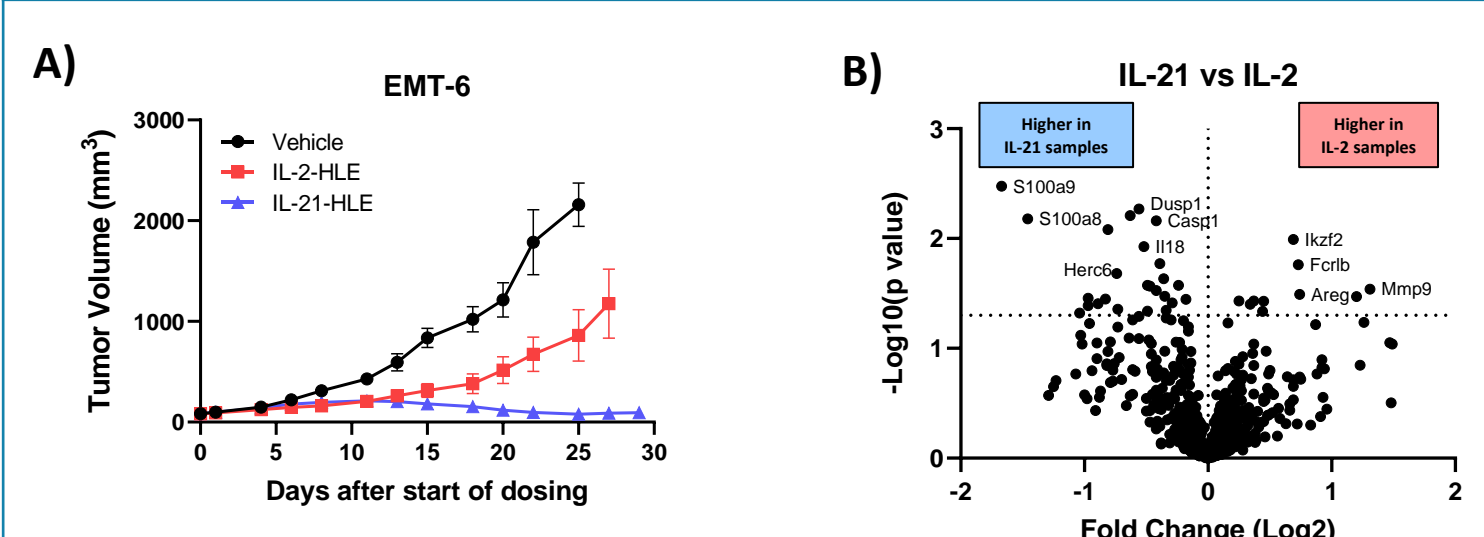 A)
EMT-6
3000
2000
1000
0
Tumor Volume (mm³)
Vehicle
IL-2-HLE
IL-21-HLE
0 5 10 15 20 25 30
Days after start of dosing
B)
IL-21 vs IL-2
Higher in
IL-21 samples
Higher in
IL-2 samples
3
2
1
0
-Log10(p value)
S100a9
S100a8
Dusp1
Casp1
Il18
Herc6
Ikzf2
Fcrlb
Areg
Mmp9
-2 -1 0 1 2
Fold Change (Log2)